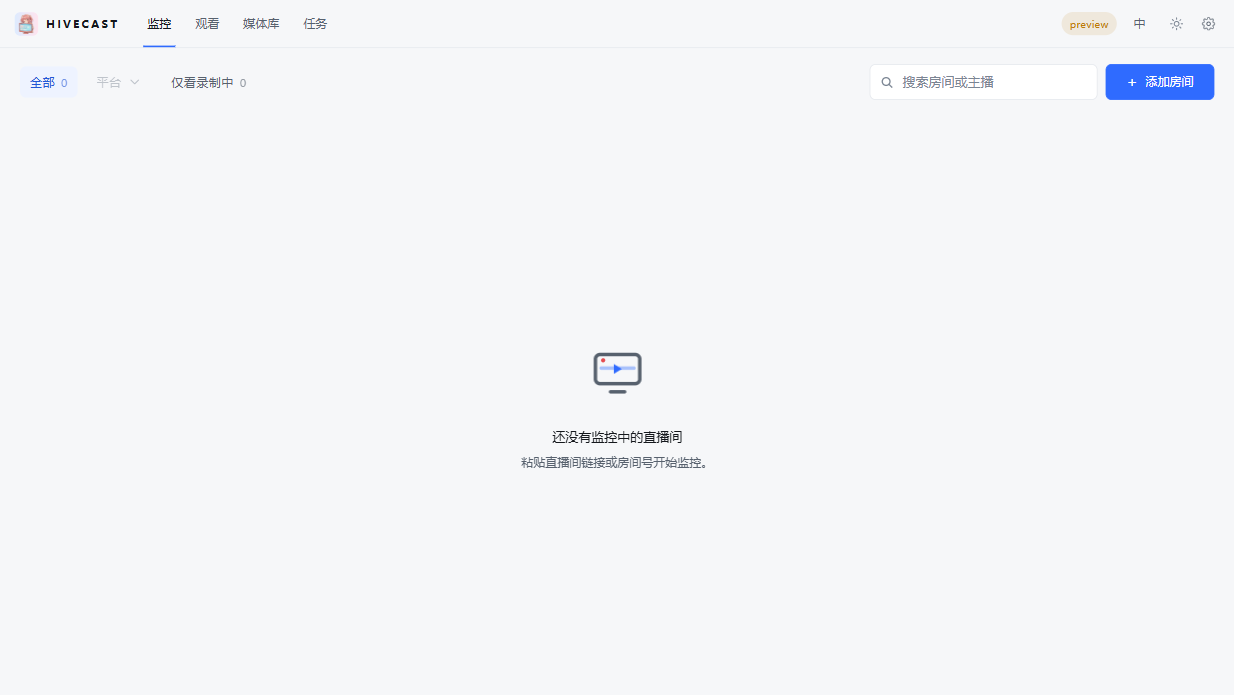 HIVECAST 监控 观看 媒体库 任务 preview 中
全部 0 平台 仅看录制中 0 搜索房间或主播 + 添加房间
还没有监控中的直播间
粘贴直播间链接或房间号开始监控。